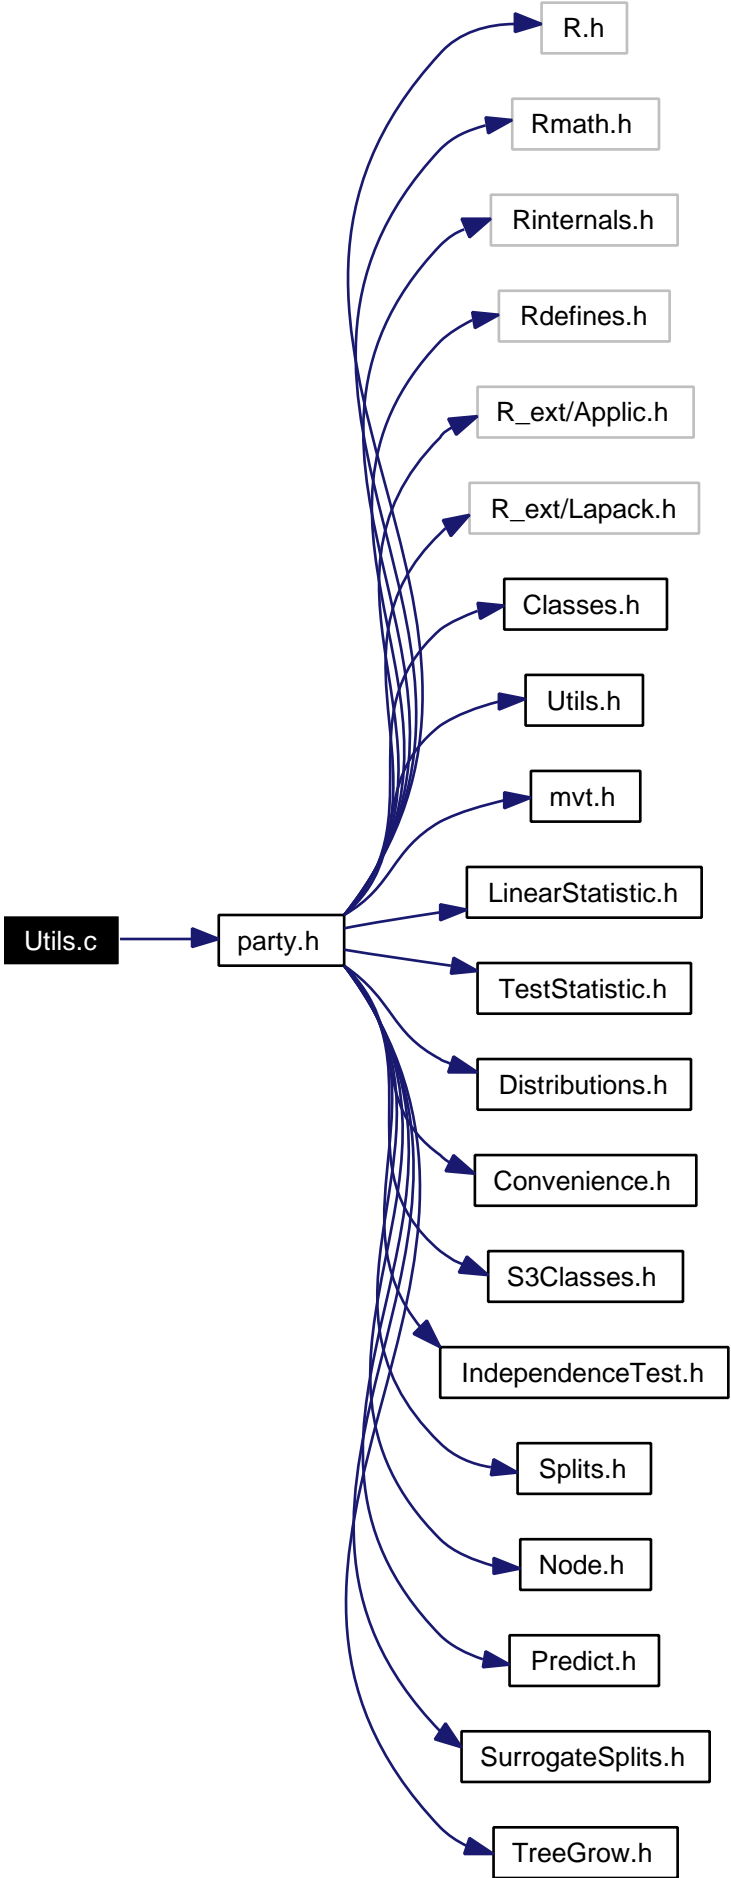 R.h
Rmath.h
Rinternals.h
Rdefines.h
R_ext/Applic.h
R_ext/Lapack.h
Classes.h
Utils.h
mvt.h
LinearStatistic.h
Utils.c
party.h
TestStatistic.h
Distributions.h
Convenience.h
S3Classes.h
IndependenceTest.h
Splits.h
Node.h
Predict.h
SurrogateSplits.h
TreeGrow.h